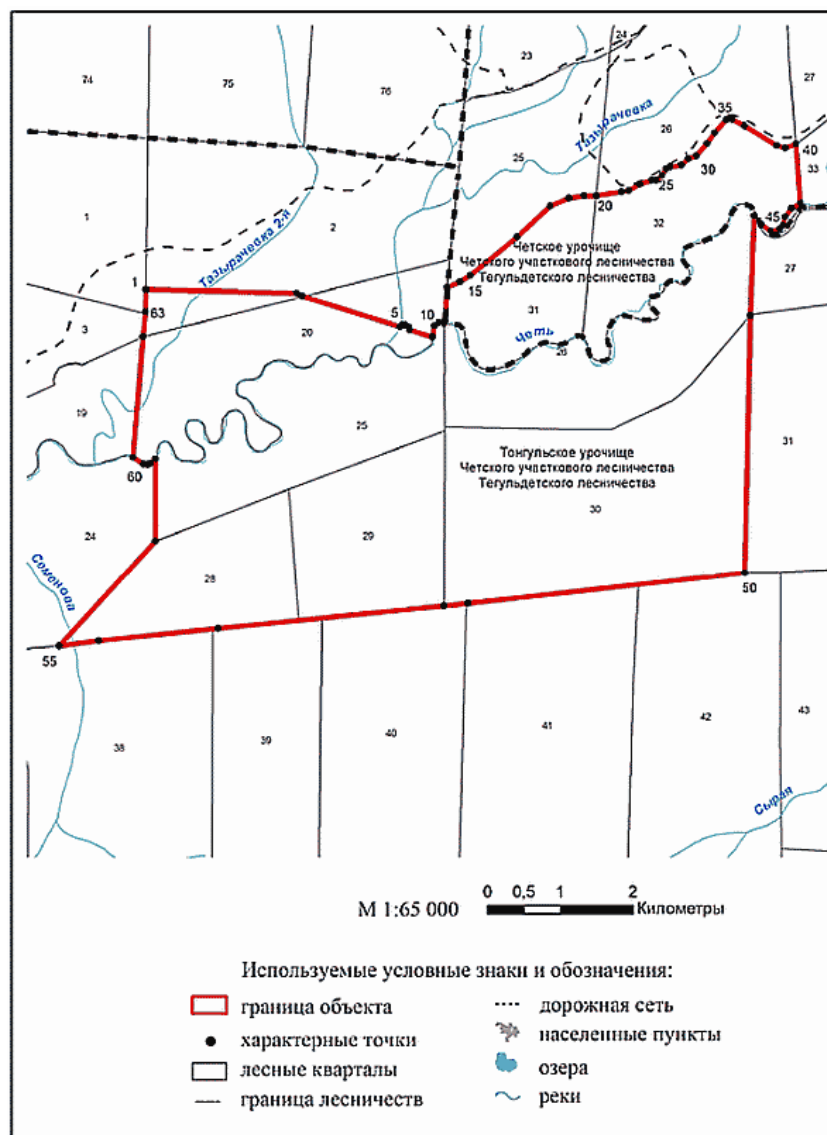 24
23
27
74
75
76
35
Тазырачевка
26
40
25
30
33
25
20
32
45
1
2
Тазырачевка 2-я
Четское урочище
Четского участкового лесничества
Тегульдетского лесничества
27
1
15
63
5
10
31
3
20
Четь
26
19
25
31
Тонгульское урочище
Четского участкового лесничества
Тегульдетского лесничества
60
30
24
29
Семенова
28
50
55
38
39
40
41
42
43
Сырая
М 1:65 000
0 0,5 1 2
Километры
Используемые условные знаки и обозначения:
граница объекта
дорожная сеть
характерные точки
населенные пункты
лесные кварталы
озера
граница лесничеств
реки